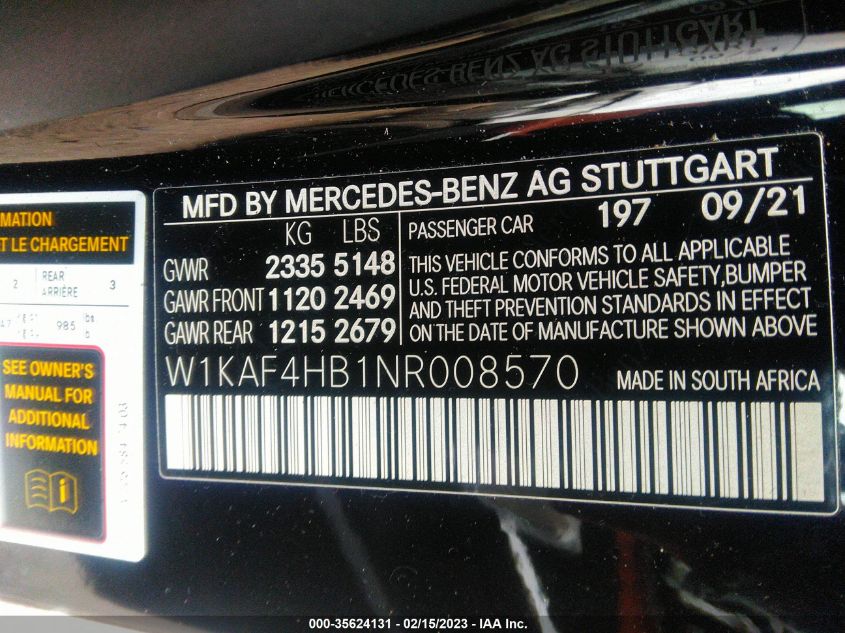 MFD BY MERCEDES-BENZ AG STUTTGART
KG LBS
GVWR 2335 5148
GAWR FRONT 1120 2469
GAWR REAR 1215 2679
PASSENGER CAR 197 09/21
THIS VEHICLE CONFORMS TO ALL APPLICABLE
U.S. FEDERAL MOTOR VEHICLE SAFETY, BUMPER
AND THEFT PREVENTION STANDARDS IN EFFECT
ON THE DATE OF MANUFACTURE SHOWN ABOVE
W1KAF4HB1NR008570 MADE IN SOUTH AFRICA
MATION
T LE CHARGEMENT
2 REAR 3
ARRIÈRE
985 lbs
SEE OWNER'S
MANUAL FOR
ADDITIONAL
INFORMATION
000-35624131 - 02/15/2023 - IAA Inc.